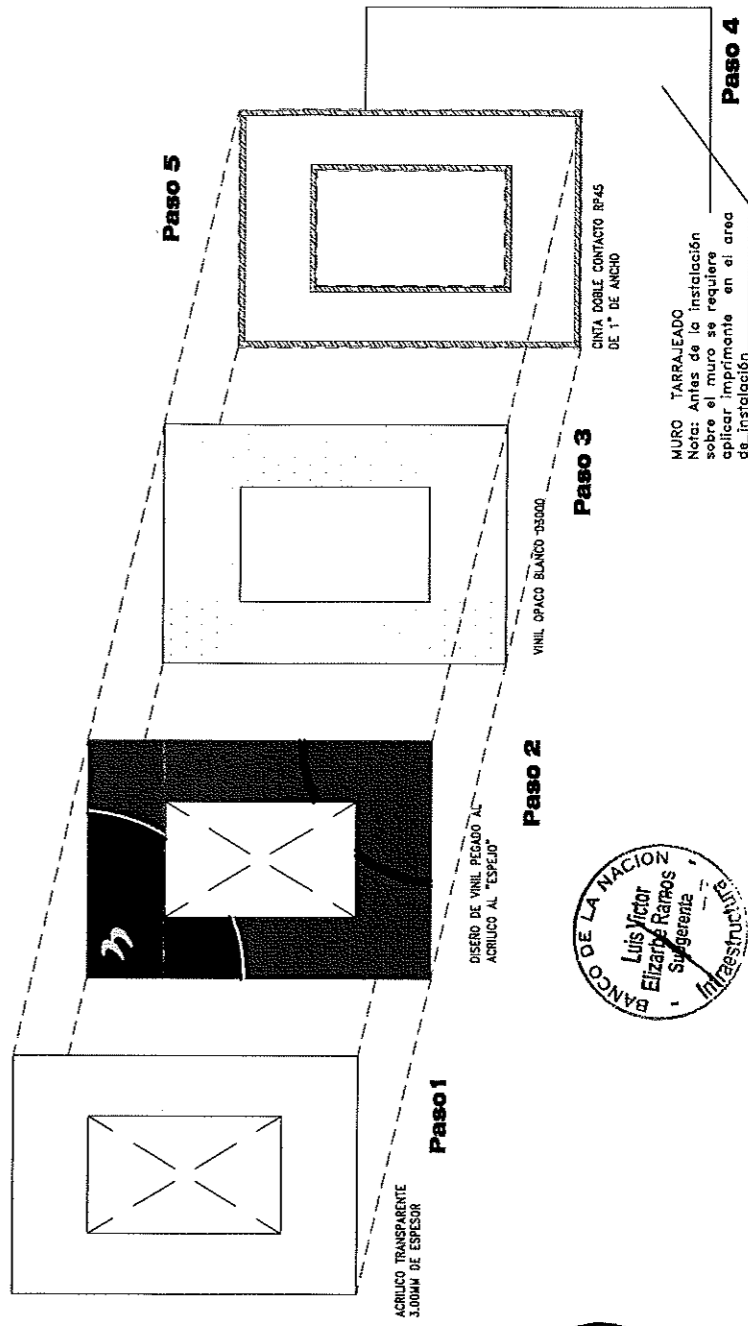 ACRILICO TRANSPARENTE
3.00MM DE ESPESOR
Paso1
DISEÑO DE VINIL PEGADO AL
ACRILICO AL "ESPEJO"
Paso 2
VINIL OPACO BLANCO-D3000
Paso 3
CINTA DOBLE CONTACTO RP45
DE 1" DE ANCHO
Paso 5
MURO TARRAJEADO
Nota: Antes de la instalación
sobre el muro se requiere
aplicar imprimante en el area
de instalación
Paso 4
BANCO DE LA NACION
Luis Víctor
Elizarbe Ramos
Subgerente
Infraestructura